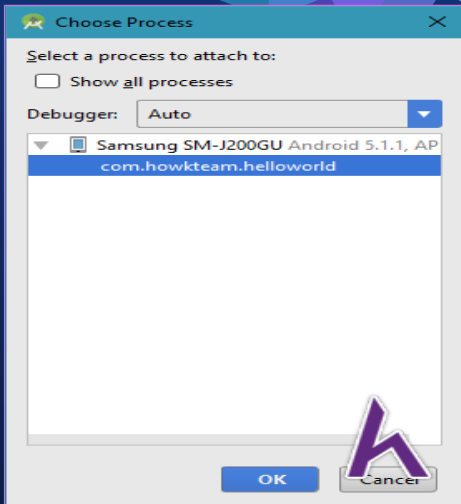 Choose Process
Select a process to attach to:
Show all processes
Debugger: Auto
Samsung SM-J200GU Android 5.1.1, AP
com.howkteam.helloworld
OK Cancel